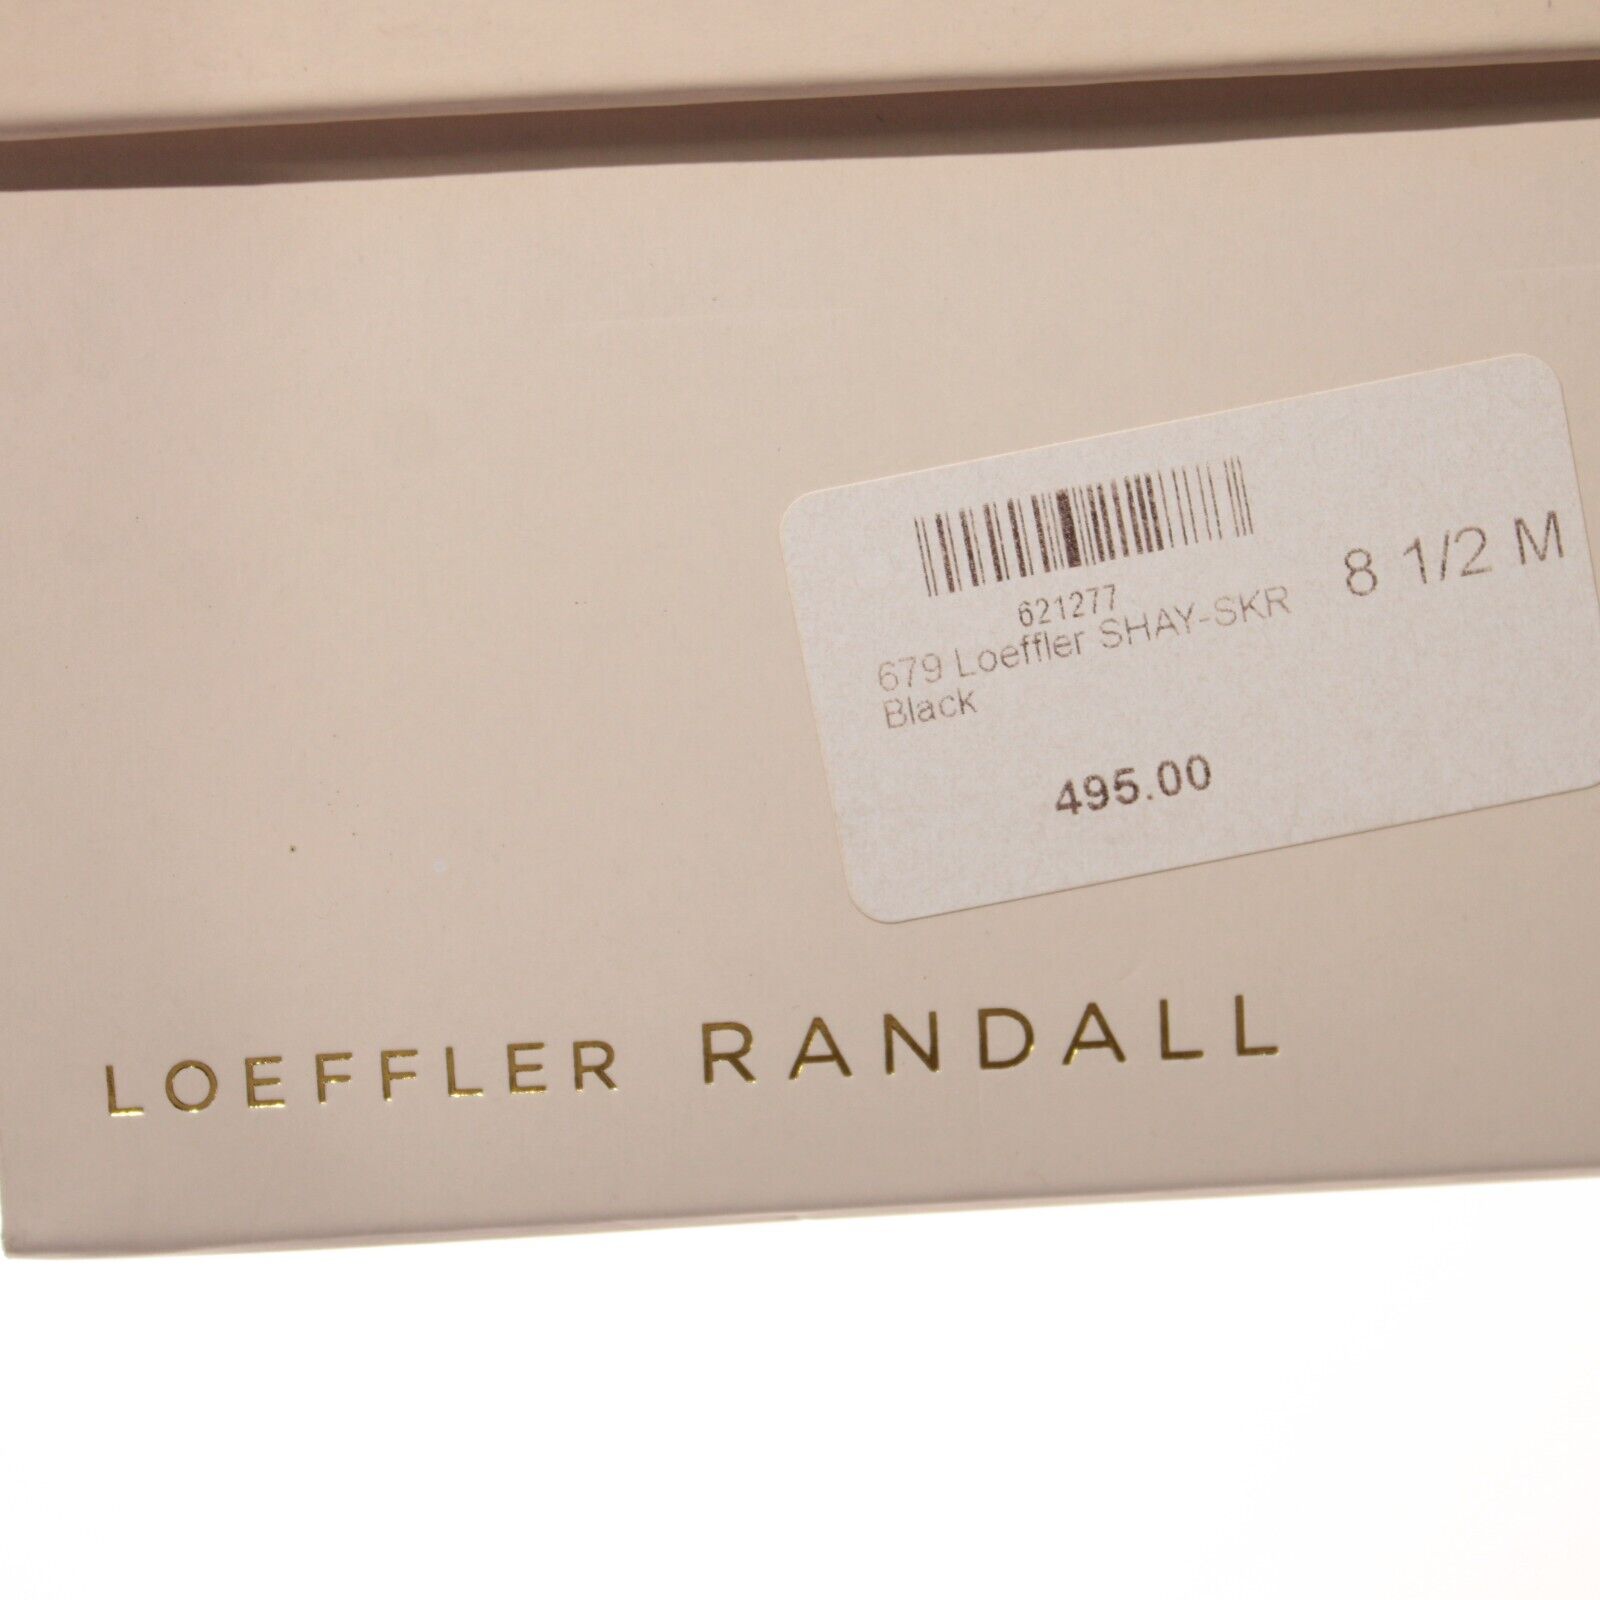 621277
8 1/2 M
679 Loeffler SHAY-SKR
Black
495.00
LOEFFLER RANDALL